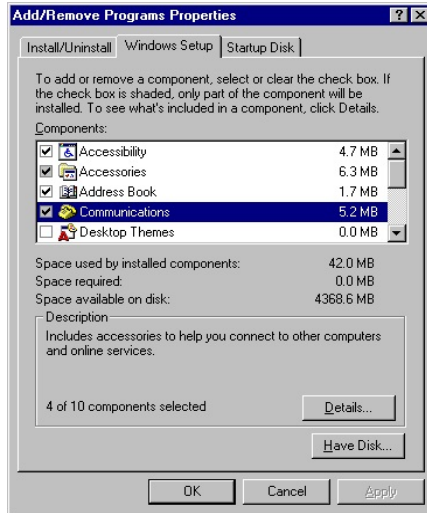 Add/Remove Programs Properties
Install/Uninstall Windows Setup Startup Disk
To add or remove a component, select or clear the check box. If
the check box is shaded, only part of the component will be
installed. To see what's included in a component, click Details.
Components:
Accessibility 4.7 MB
Accessories 6.3 MB
Address Book 1.7 MB
Communications 5.2 MB
Desktop Themes 0.0 MB
Space used by installed components: 42.0 MB
Space required: 0.0 MB
Space available on disk: 4368.6 MB
Description
Includes accessories to help you connect to other computers
and online services.
4 of 10 components selected
Details...
Have Disk...
OK Cancel Apply